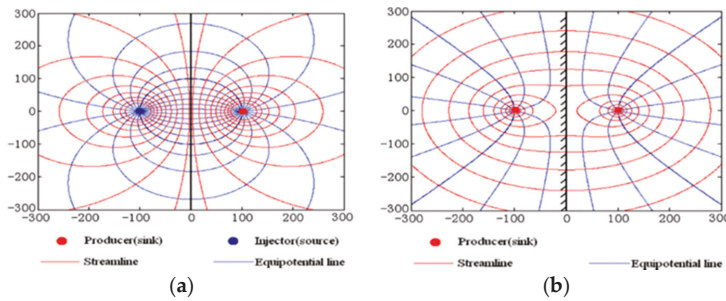 300
200
100
0
-100
-200
-300
-300 -200 -100 0 100 200 300
Producer(sink) Injector(source)
Streamline Equipotential line
(a)
300
200
100
0
-100
-200
-300
-300 -200 -100 0 100 200 300
Producer(sink)
Streamline Equipotential line
(b)